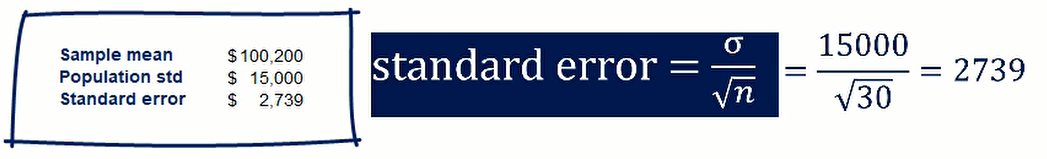 Sample mean $100,200
Population std $ 15,000
Standard error $ 2,739
standard error = σ/√n = 15000/√30 = 2739